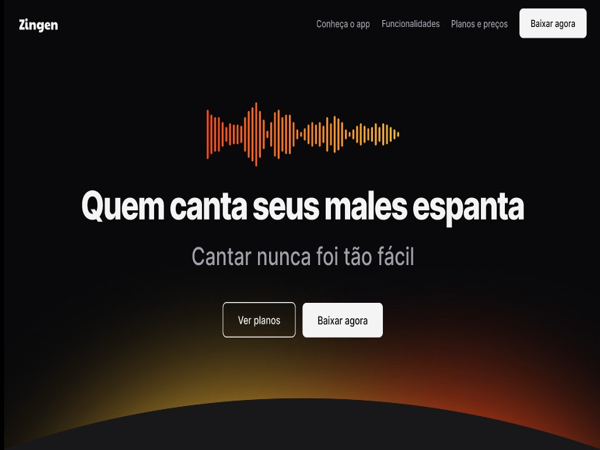 Zingen
Conheça o app
Funcionalidades
Planos e preços
Baixar agora
Quem canta seus males espanta
Cantar nunca foi tão fácil
Ver planos
Baixar agora